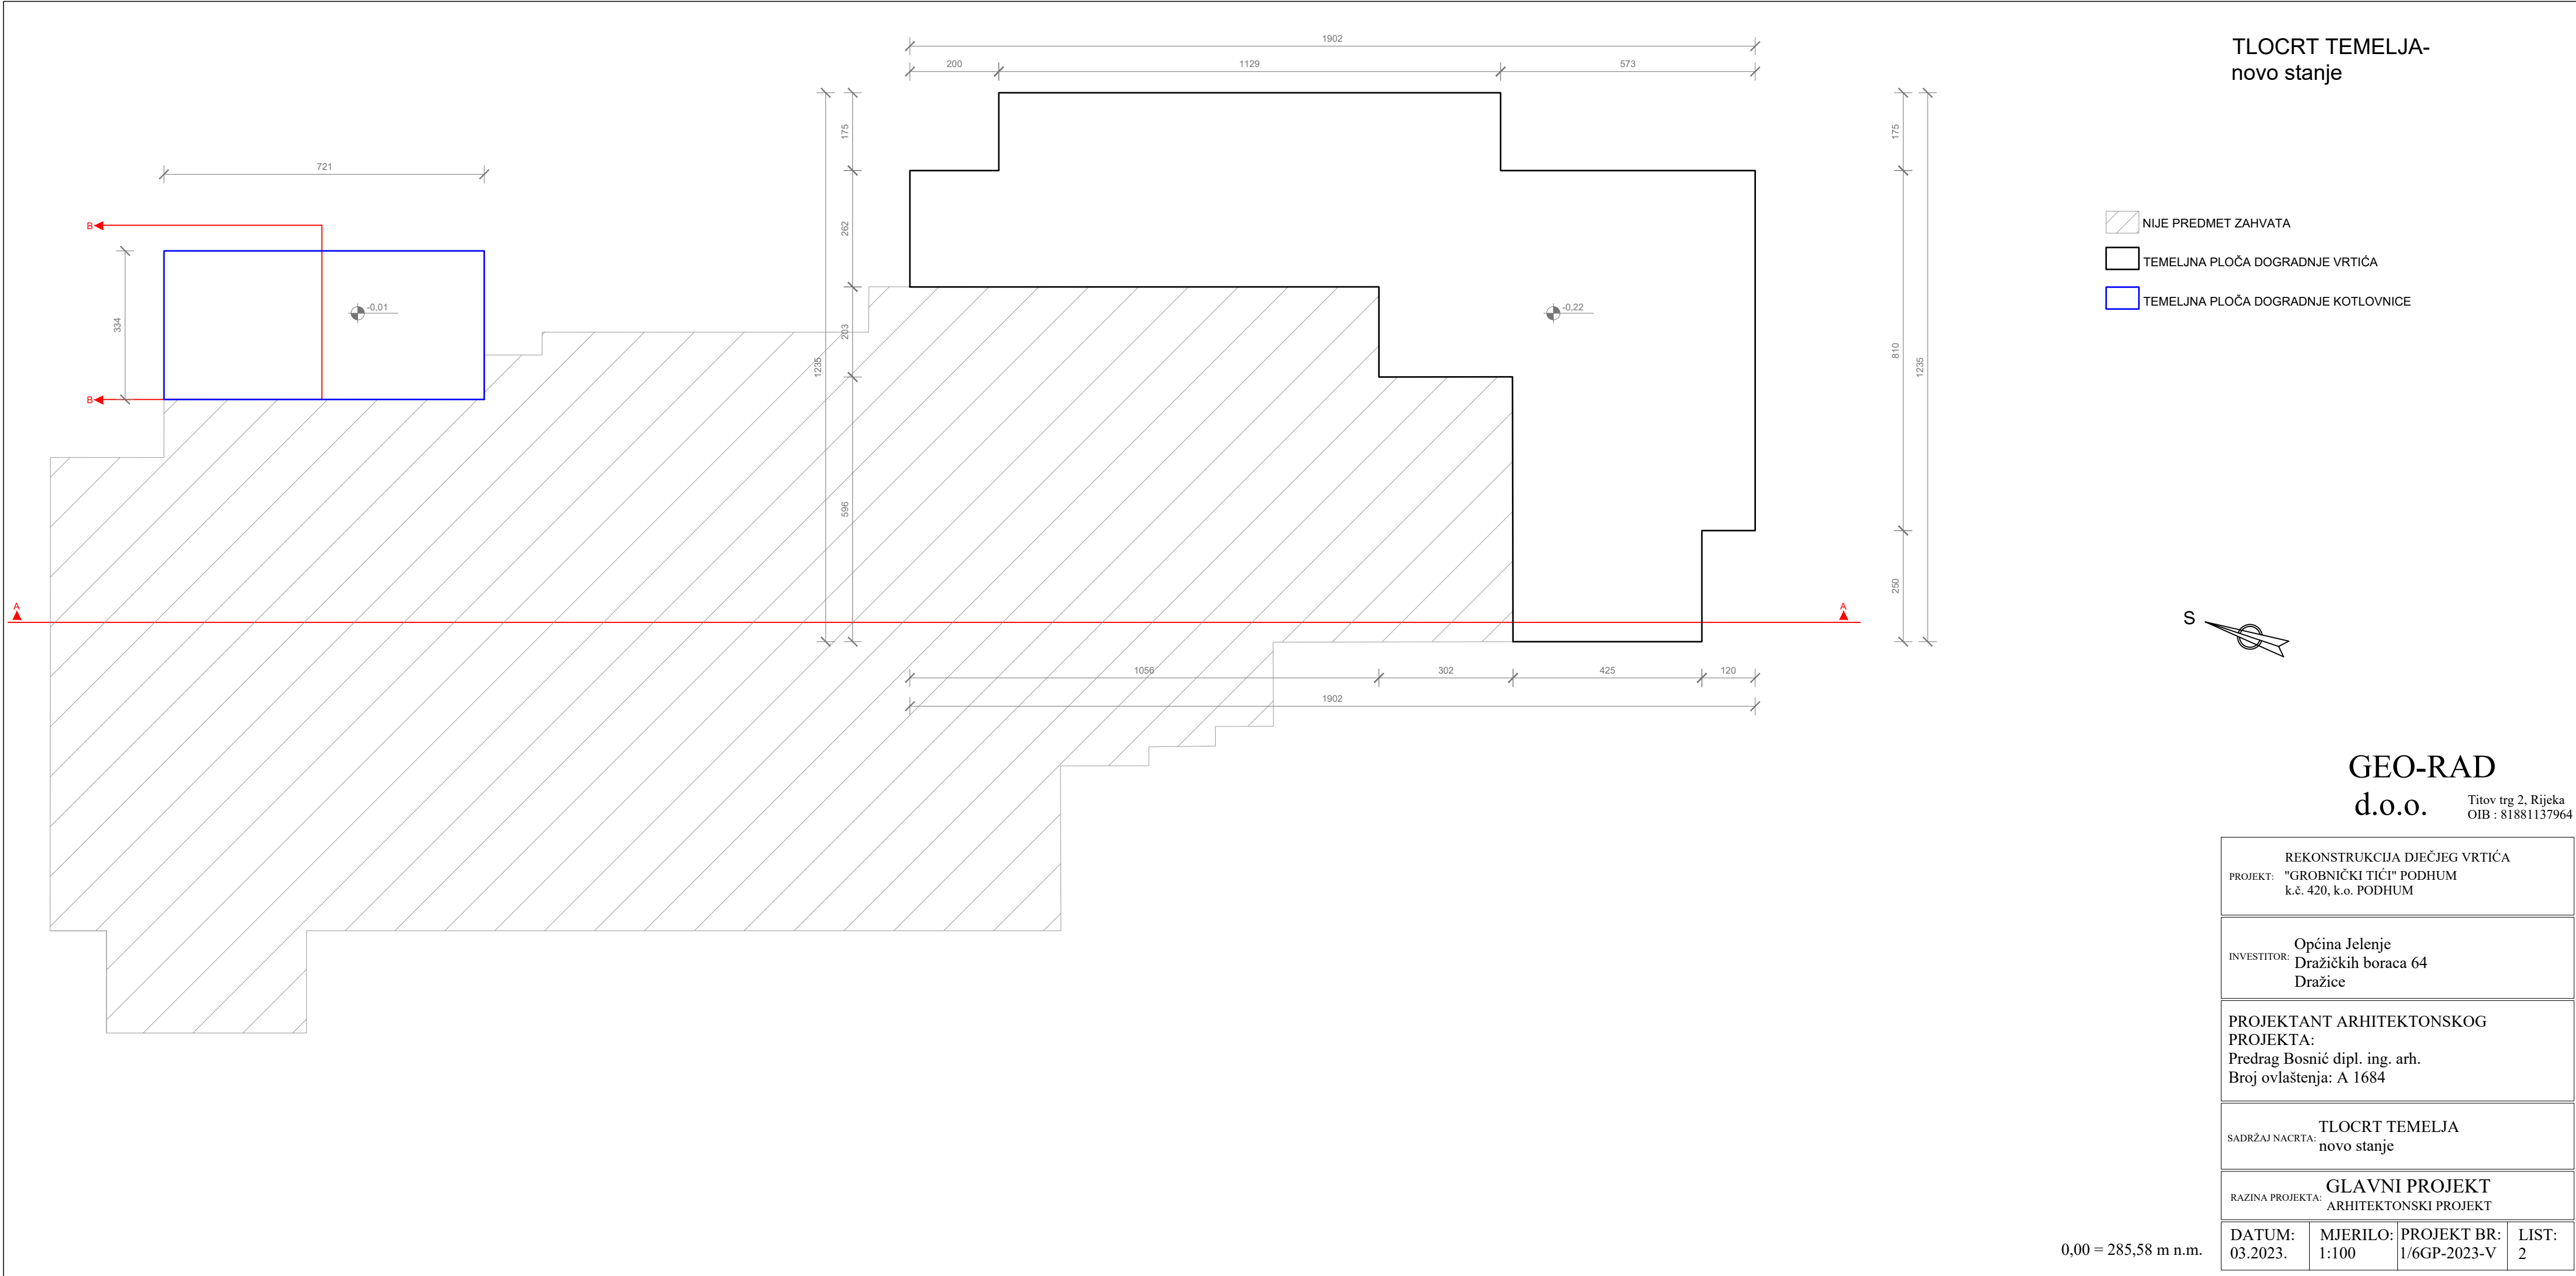 TLOCRT TEMELJA-
novo stanje
1902
200
1129
573
175
262
203
1235
596
721
334
B
B
-0,01
-0,22
175
810
1235
250
NIJE PREDMET ZAHVATA
TEMELJNA PLOČA DOGRADNJE VRTIĆA
TEMELJNA PLOČA DOGRADNJE KOTLOVNICE
A
A
1056
302
425
120
1902
S
GEO-RAD
d.o.o.
Titov trg 2, Rijeka
OIB : 81881137964
PROJEKT:
REKONSTRUKCIJA DJEČJEG VRTIĆA
"GROBNIČKI TIĆI" PODHUM
k.č. 420, k.o. PODHUM
INVESTITOR:
Općina Jelenje
Dražičkih boraca 64
Dražice
PROJEKTANT ARHITEKTONSKOG
PROJEKTA:
Predrag Bosnić dipl. ing. arh.
Broj ovlaštenja: A 1684
SADRŽAJ NACRTA:
TLOCRT TEMELJA
novo stanje
RAZINA PROJEKTA:
GLAVNI PROJEKT
ARHITEKTONSKI PROJEKT
DATUM:
03.2023.
MJERILO:
1:100
PROJEKT BR:
1/6GP-2023-V
LIST:
2
0,00 = 285,58 m n.m.